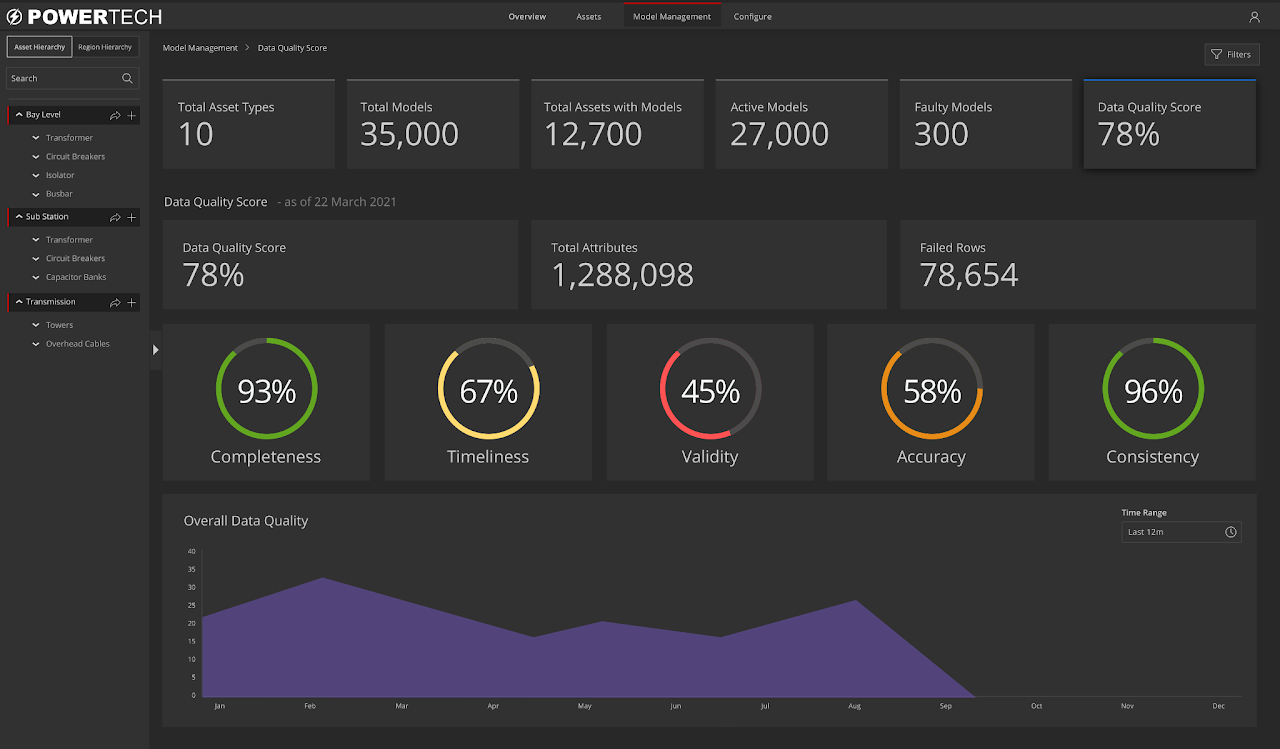 POWERTECH
Overview Assets Model Management Configure
Asset Hierarchy Region Hierarchy
Search
Bay Level
Transformer
Circuit Breakers
Isolator
Busbar
Sub Station
Transformer
Circuit Breakers
Capacitor Banks
Transmission
Towers
Overhead Cables
Model Management > Data Quality Score
Filters
Total Asset Types
10
Total Models
35,000
Total Assets with Models
12,700
Active Models
27,000
Faulty Models
300
Data Quality Score
78%
Data Quality Score - as of 22 March 2021
Data Quality Score
78%
Total Attributes
1,288,098
Failed Rows
78,654
93%
Completeness
67%
Timeliness
45%
Validity
58%
Accuracy
96%
Consistency
Overall Data Quality
Time Range
Last 12m
40
35
30
25
20
15
10
5
0
Jan Feb Mar Apr May Jun Jul Aug Sep Oct Nov Dec